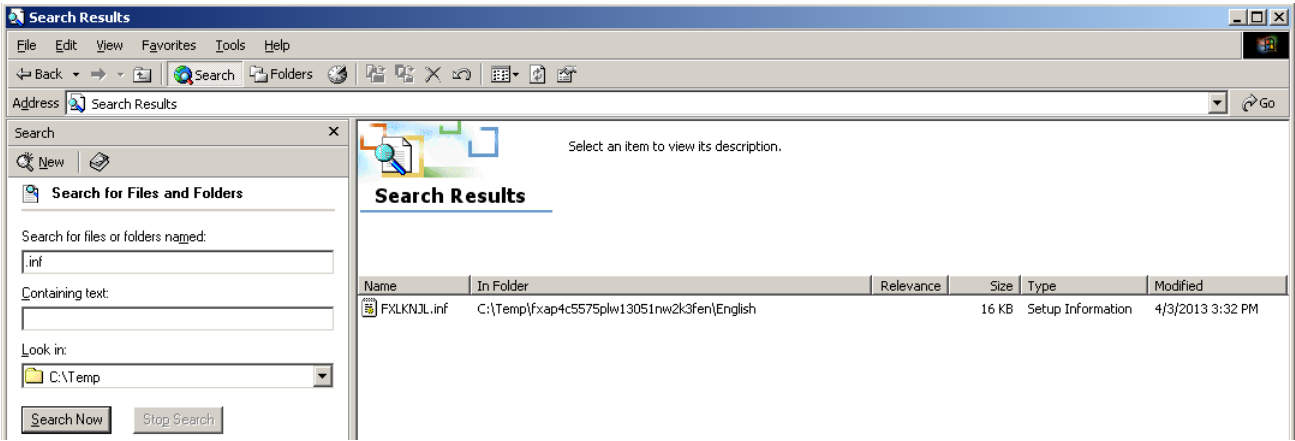 Search Results
File Edit View Favorites Tools Help
Back Search Folders
Address Search Results Go
Search
New
Search for Files and Folders
Search for files or folders named:
.inf
Containing text:
Look in:
C:\Temp
Search Now Stop Search
Select an item to view its description.
Search Results
Name In Folder Relevance Size Type Modified
FXLKNJL.inf C:\Temp\fxap4c5575plw13051nw2k3fen\English 16 KB Setup Information 4/3/2013 3:32 PM